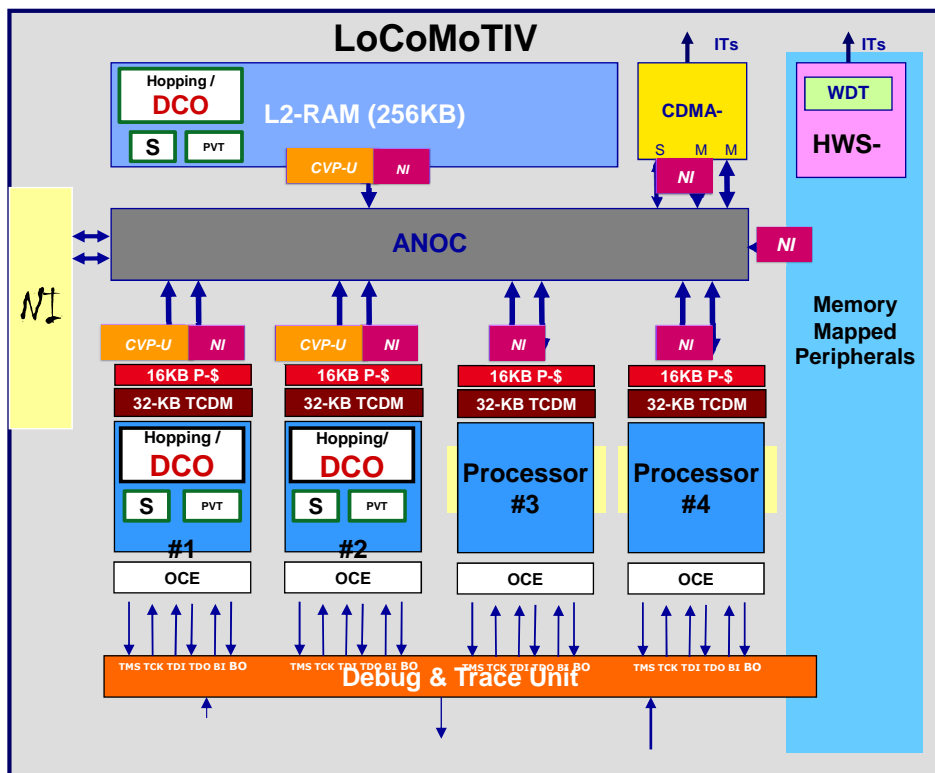 LoCoMoTIV
ITs
ITs
Hopping /
DCO
S
PVT
L2-RAM (256KB)
CVP-U
NI
CDMA-
S M M
NI
WDT
HWS-
ANOC
NI
NI
Memory
Mapped
Peripherals
CVP-U
NI
CVP-U
NI
NI
NI
16KB P-$
16KB P-$
16KB P-$
16KB P-$
32-KB TCDM
32-KB TCDM
32-KB TCDM
32-KB TCDM
Hopping /
DCO
S
PVT
#1
Hopping/
DCO
S
PVT
#2
Processor
#3
Processor
#4
OCE
OCE
OCE
OCE
TMS TCK TDI TDO BI BO
TMS TCK TDI TDO BI BO
TMS TCK TDI TDO BI BO
TMS TCK TDI TDO BI BO
Debug & Trace Unit